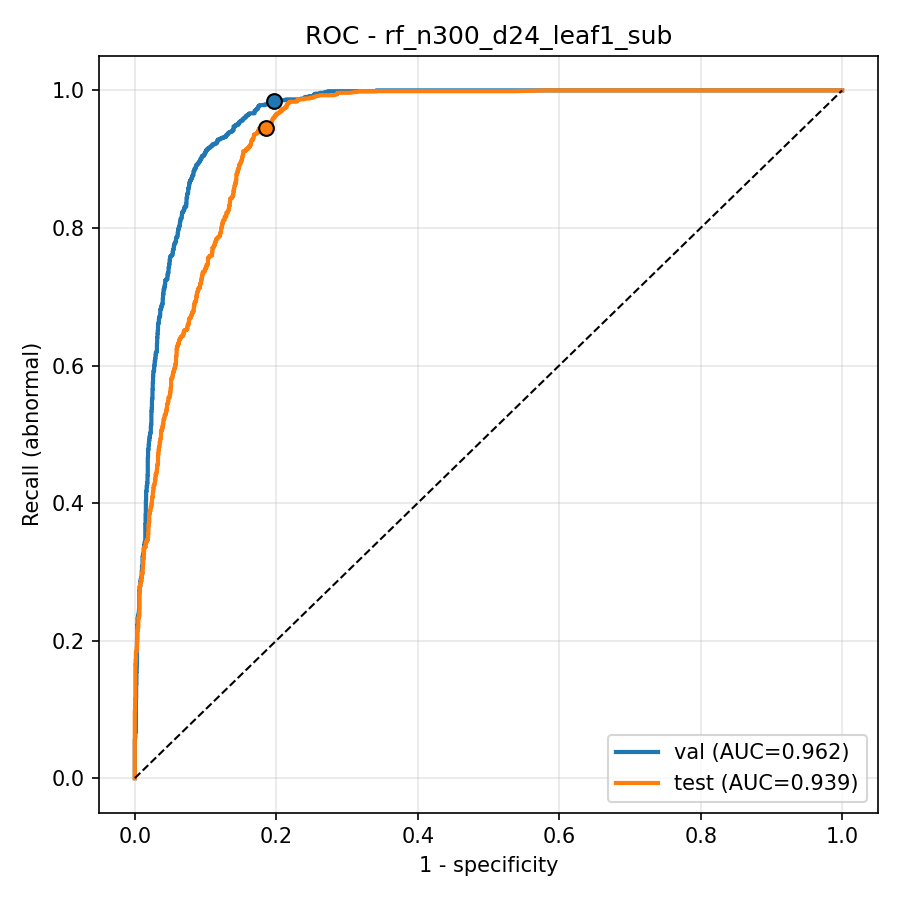 ROC - rf_n300_d24_leaf1_sub
1.0
0.8
0.6
0.4
0.2
0.0
Recall (abnormal)
val (AUC=0.962)
test (AUC=0.939)
0.0 0.2 0.4 0.6 0.8 1.0
1 - specificity